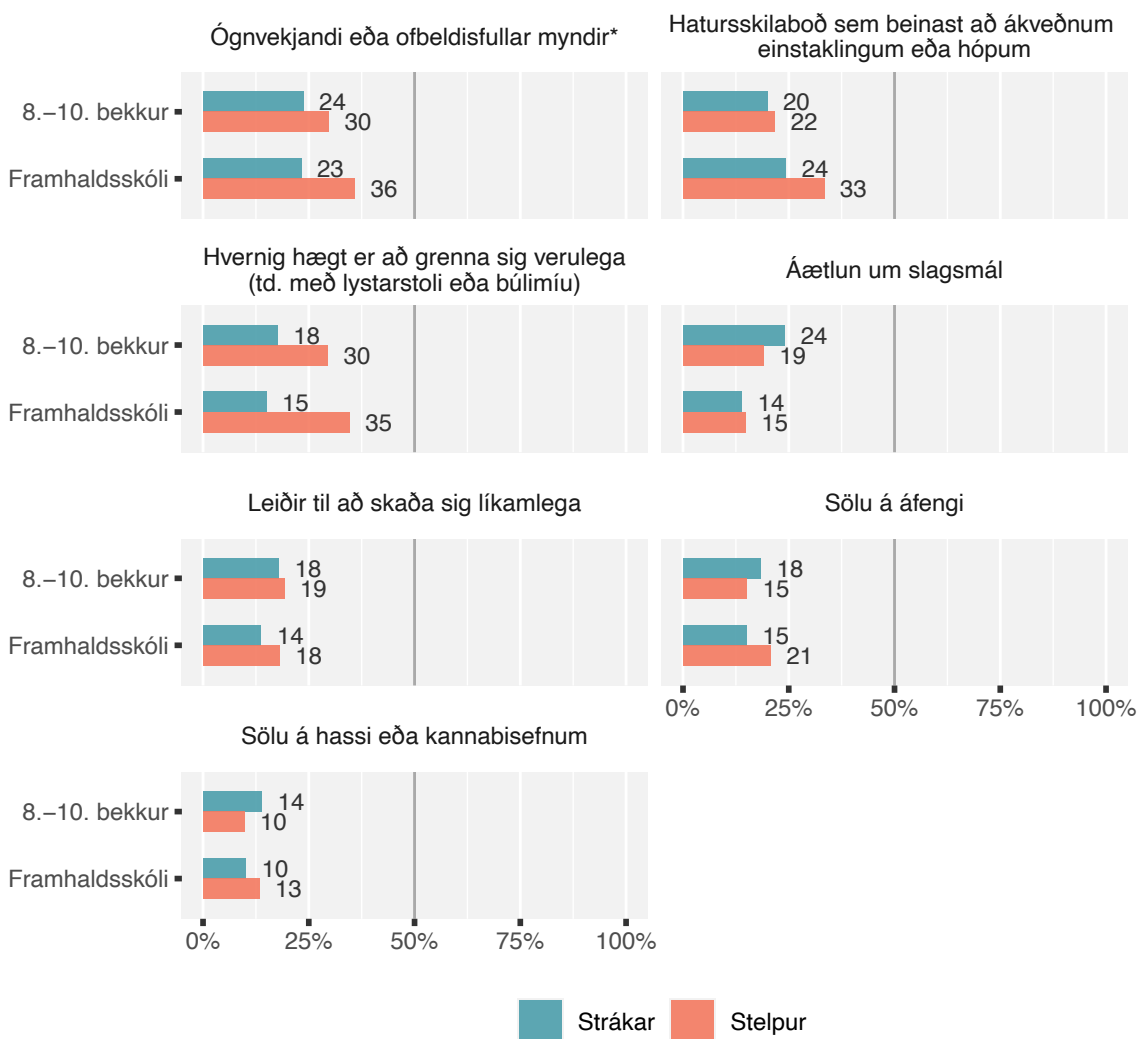 Ógnvekjandi eða ofbeldisfullar myndir*
8.–10. bekkur
24
30
Framhaldsskóli
23
36
Hatursskilaboð sem beinast að ákveðnum
einstaklingum eða hópum
20
22
24
33
Hvernig hægt er að grenna sig verulega
(td. með lystarstoli eða búlimíu)
8.–10. bekkur
18
30
Framhaldsskóli
15
35
Áætlun um slagsmál
24
19
14
15
Leiðir til að skaða sig líkamlega
8.–10. bekkur
18
19
Framhaldsskóli
14
18
Sölu á áfengi
18
15
15
21
0% 25% 50% 75% 100%
Sölu á hassi eða kannabisefnum
8.–10. bekkur
14
10
Framhaldsskóli
10
13
0% 25% 50% 75% 100%
Strákar Stelpur